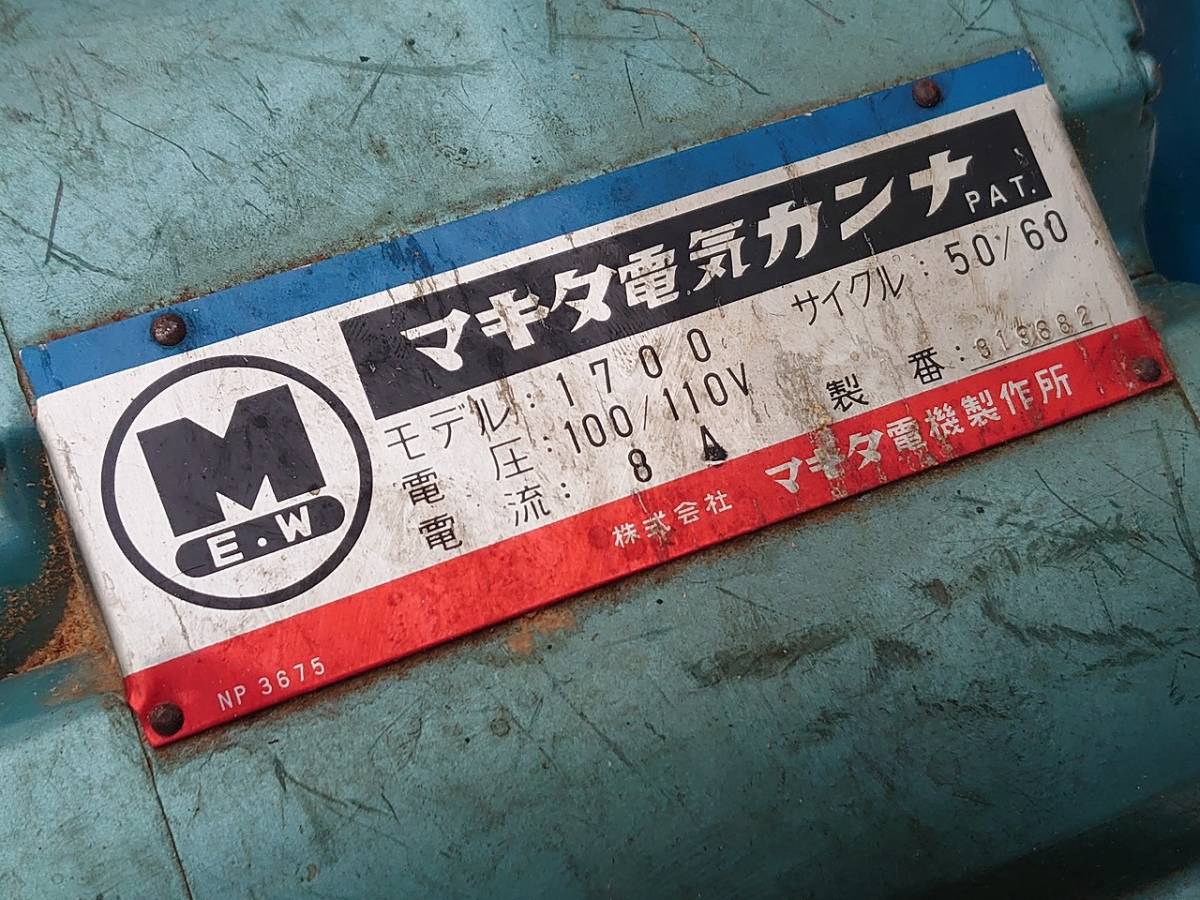 マキタ電気カンナ PAT.
モデル: 1700 サイクル: 50/60
電圧: 100/110V 製番:
電流: 8 A
M
E・W
株式会社 マキタ電機製作所
NP 3675